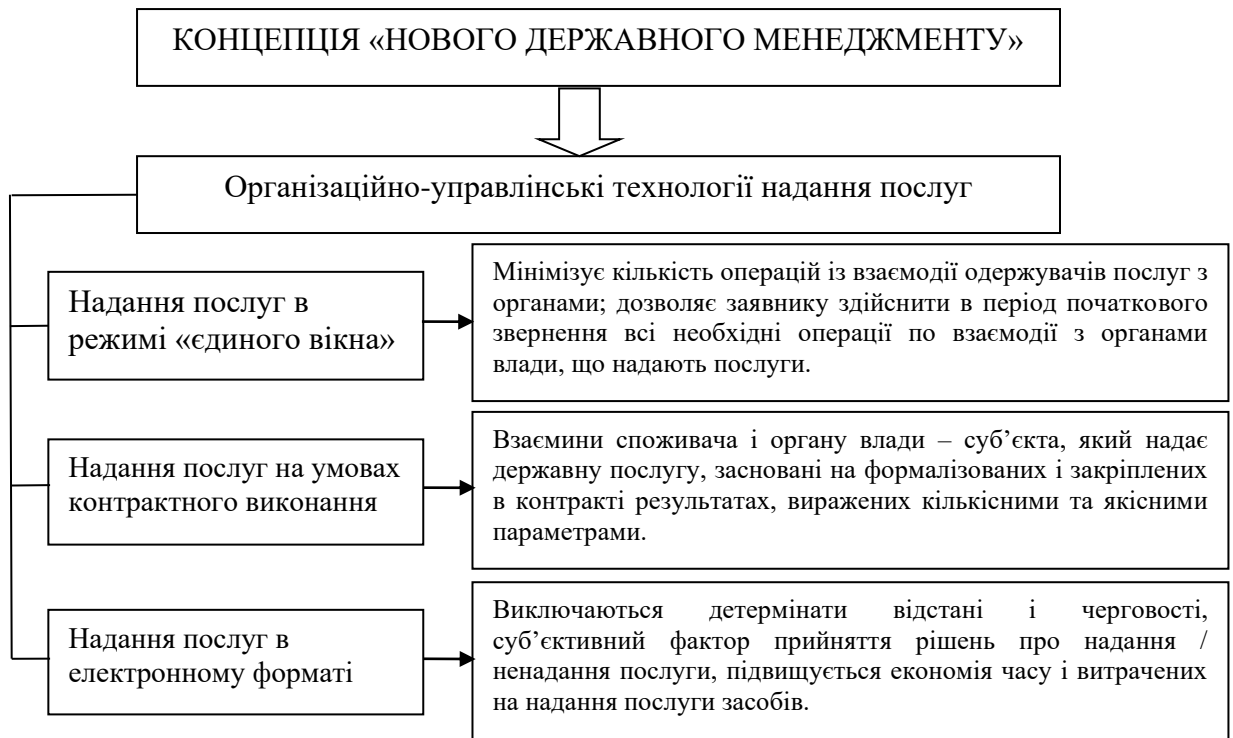 КОНЦЕПЦІЯ «НОВОГО ДЕРЖАВНОГО МЕНЕДЖМЕНТУ»
Організаційно-управлінські технології надання послуг
Надання послуг в
режимі «єдиного вікна»
Мінімізує кількість операцій із взаємодії одержувачів послуг з
органами; дозволяє заявнику здійснити в період початкового
звернення всі необхідні операції по взаємодії з органами
влади, що надають послуги.
Надання послуг на умовах
контрактного виконання
Взаємини споживача і органу влади – суб’єкта, який надає
державну послугу, засновані на формалізованих і закріплених
в контракті результатах, виражених кількісними та якісними
параметрами.
Надання послуг в
електронному форматі
Виключаються детермінати відстані і черговості,
суб’єктивний фактор прийняття рішень про надання /
ненадання послуги, підвищується економія часу і витрачених
на надання послуги засобів.